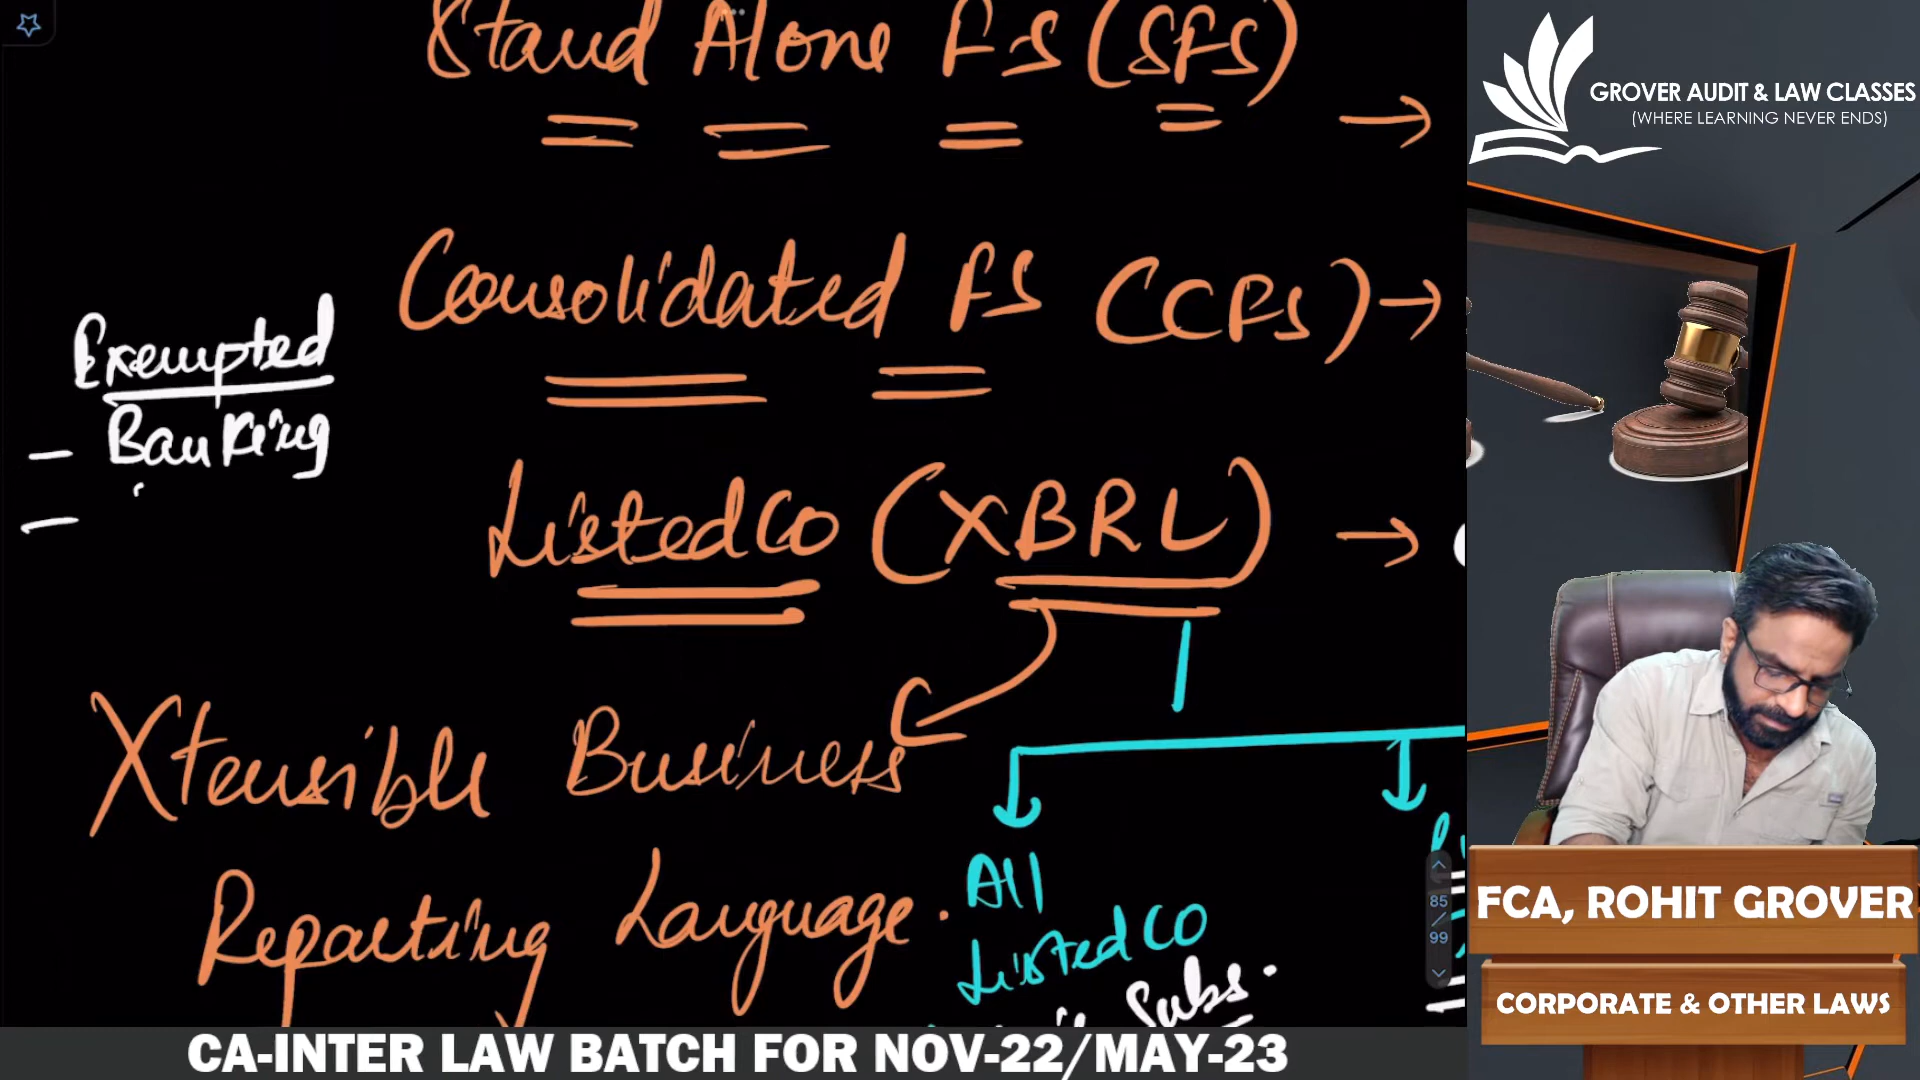 Stand Alone FS (SFS) →
Consolidated FS (CFS) →
Exempted
- Banking
-
Listed Co (XBRL) →
Xtensible Business
Reporting Language.
All
Listed CO
Subs.
85
99
GROVER AUDIT & LAW CLASSES
(WHERE LEARNING NEVER ENDS)
FCA, ROHIT GROVER
CORPORATE & OTHER LAWS
CA-INTER LAW BATCH FOR NOV-22/MAY-23